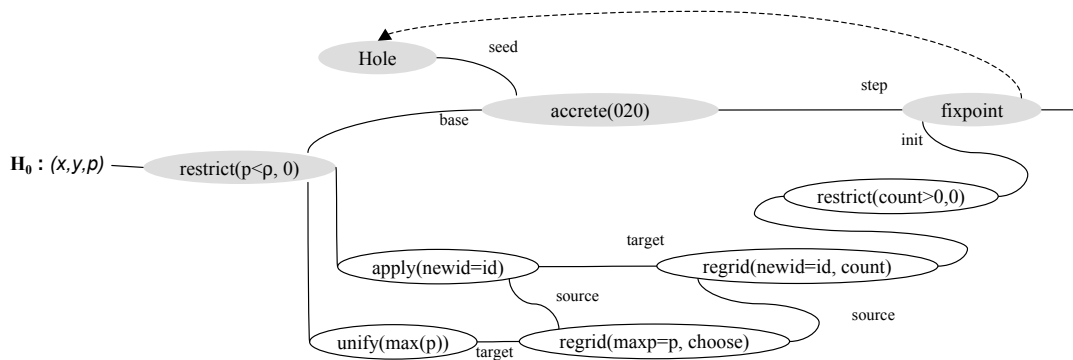 seed
Hole
step
accrete(020)
fixpoint
base
init
H₀ : (x,y,p)
restrict(p<ρ, 0)
restrict(count>0,0)
target
apply(newid=id)
regrid(newid=id, count)
source
source
unify(max(p))
target
regrid(maxp=p, choose)